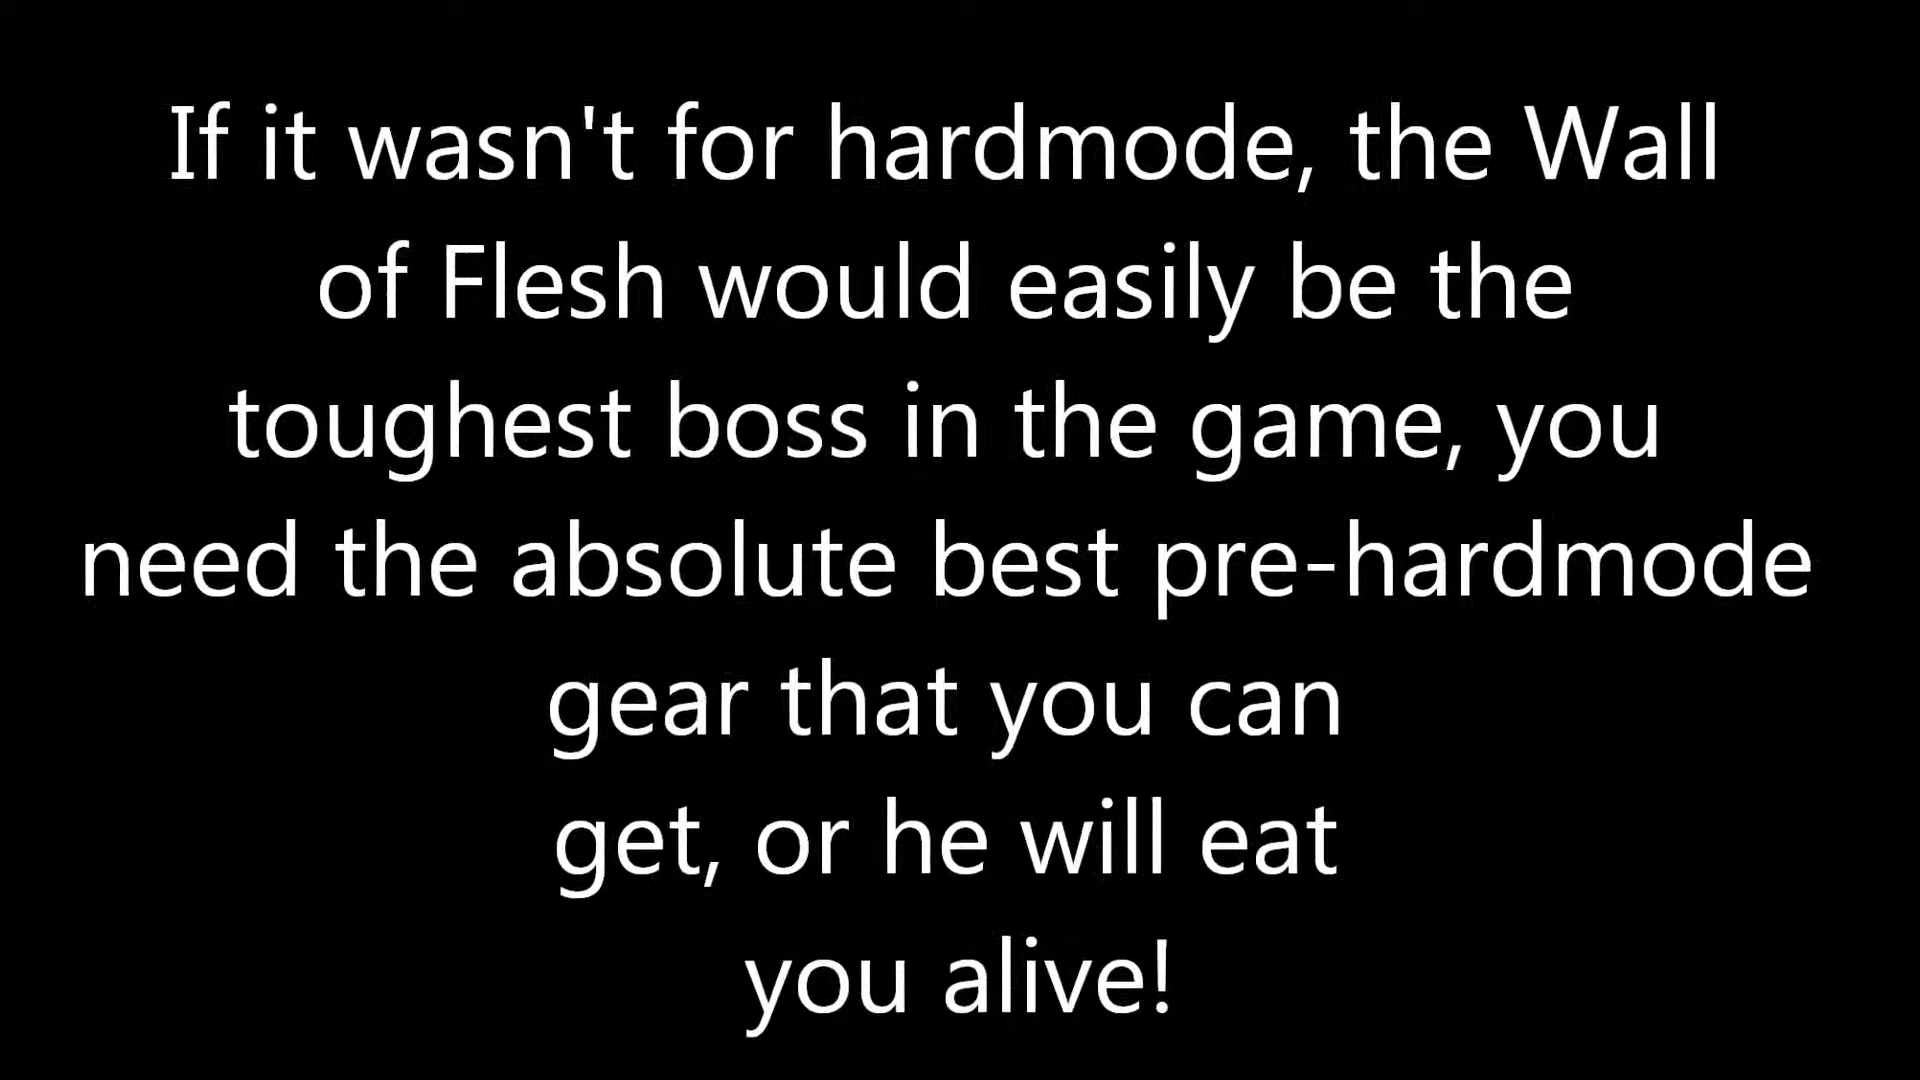 If it wasn't for hardmode, the Wall
of Flesh would easily be the
toughest boss in the game, you
need the absolute best pre-hardmode
gear that you can
get, or he will eat
you alive!